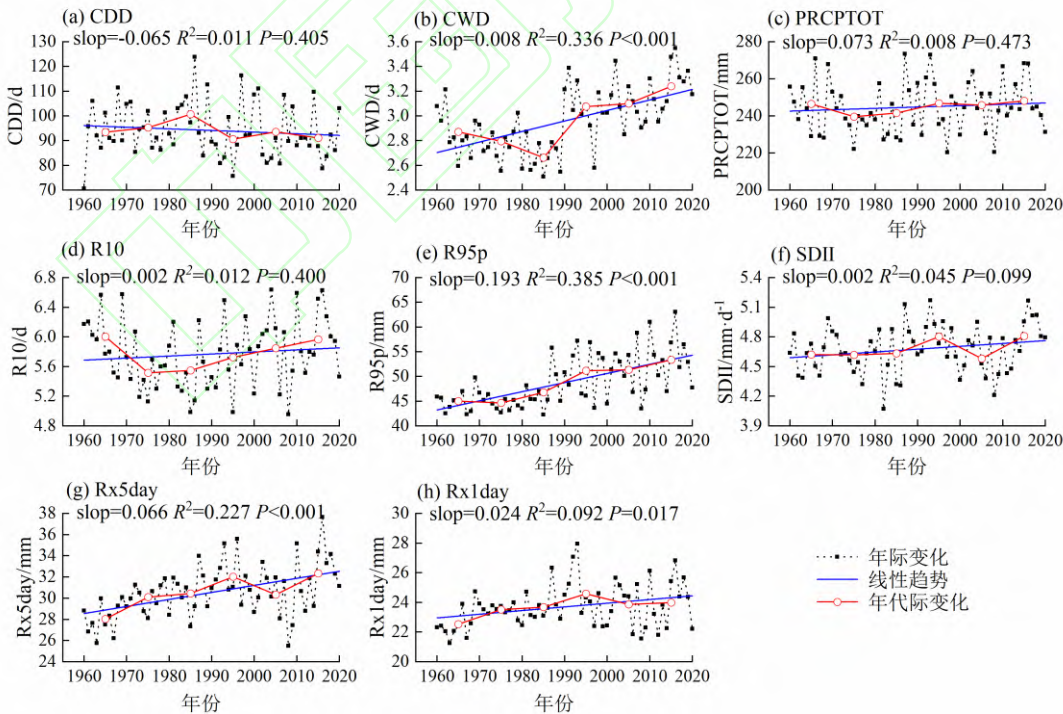 (a) CDD
slop=-0.065 R²=0.011 P=0.405
CDD/d
130
120
110
100
90
80
70
1960 1970 1980 1990 2000 2010 2020
年份
(b) CWD
slop=0.008 R²=0.336 P<0.001
CWD/d
3.6
3.4
3.2
3.0
2.8
2.6
2.4
1960 1970 1980 1990 2000 2010 2020
年份
(c) PRCPTOT
slop=0.073 R²=0.008 P=0.473
PRCPTOT/mm
280
260
240
220
200
1960 1970 1980 1990 2000 2010 2020
年份
(d) R10
slop=0.002 R²=0.012 P=0.400
R10/d
6.8
6.4
6.0
5.6
5.2
4.8
1960 1970 1980 1990 2000 2010 2020
年份
(e) R95p
slop=0.193 R²=0.385 P<0.001
R95p/mm
70
65
60
55
50
45
40
1960 1970 1980 1990 2000 2010 2020
年份
(f) SDII
slop=0.002 R²=0.045 P=0.099
SDII/mm·d⁻¹
5.4
5.1
4.8
4.5
4.2
3.9
1960 1970 1980 1990 2000 2010 2020
年份
(g) Rx5day
slop=0.066 R²=0.227 P<0.001
Rx5day/mm
38
36
34
32
30
28
26
24
1960 1970 1980 1990 2000 2010 2020
年份
(h) Rx1day
slop=0.024 R²=0.092 P=0.017
Rx1day/mm
30
28
26
24
22
20
1960 1970 1980 1990 2000 2010 2020
年份
年际变化
线性趋势
年代际变化